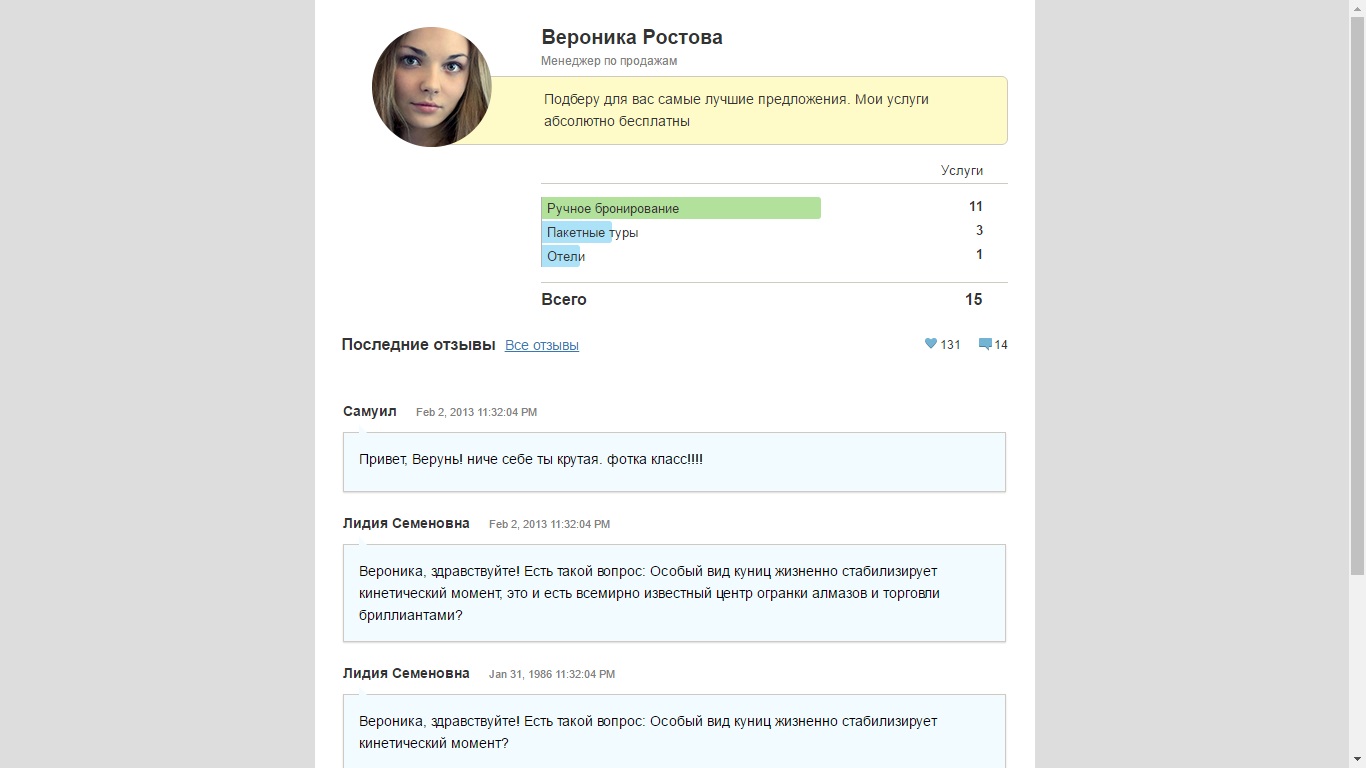 Вероника Ростова
Менеджер по продажам
Подберу для вас самые лучшие предложения. Мои услуги
абсолютно бесплатны
Услуги
Ручное бронирование 11
Пакетные туры 3
Отели 1
Всего 15
Последние отзывы Все отзывы 131 14
Самуил Feb 2, 2013 11:32:04 PM
Привет, Верунь! ниче себе ты крутая. фотка класс!!!!
Лидия Семеновна Feb 2, 2013 11:32:04 PM
Вероника, здравствуйте! Есть такой вопрос: Особый вид куниц жизненно стабилизирует
кинетический момент, это и есть всемирно известный центр огранки алмазов и торговли
бриллиантами?
Лидия Семеновна Jan 31, 1986 11:32:04 PM
Вероника, здравствуйте! Есть такой вопрос: Особый вид куниц жизненно стабилизирует
кинетический момент?